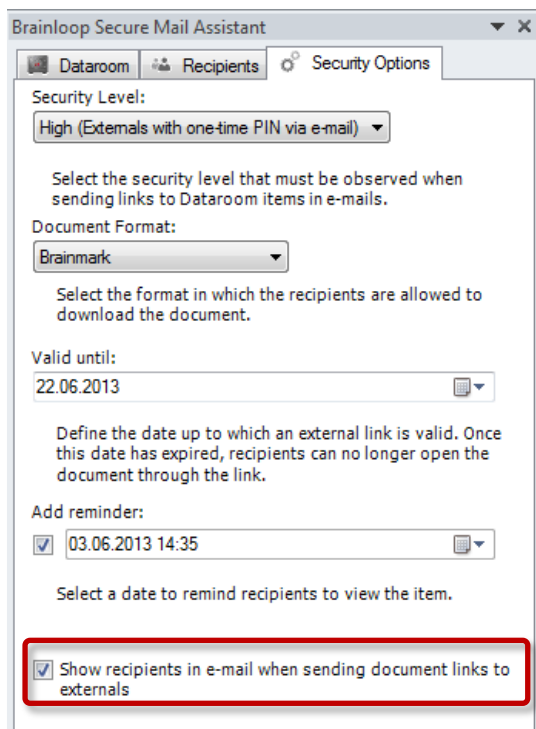 Brainloop Secure Mail Assistant
Dataroom Recipients Security Options
Security Level:
High (Externals with one-time PIN via e-mail)
Select the security level that must be observed when
sending links to Dataroom items in e-mails.
Document Format:
Brainmark
Select the format in which the recipients are allowed to
download the document.
Valid until:
22.06.2013
Define the date up to which an external link is valid. Once
this date has expired, recipients can no longer open the
document through the link.
Add reminder:
03.06.2013 14:35
Select a date to remind recipients to view the item.
Show recipients in e-mail when sending document links to
externals